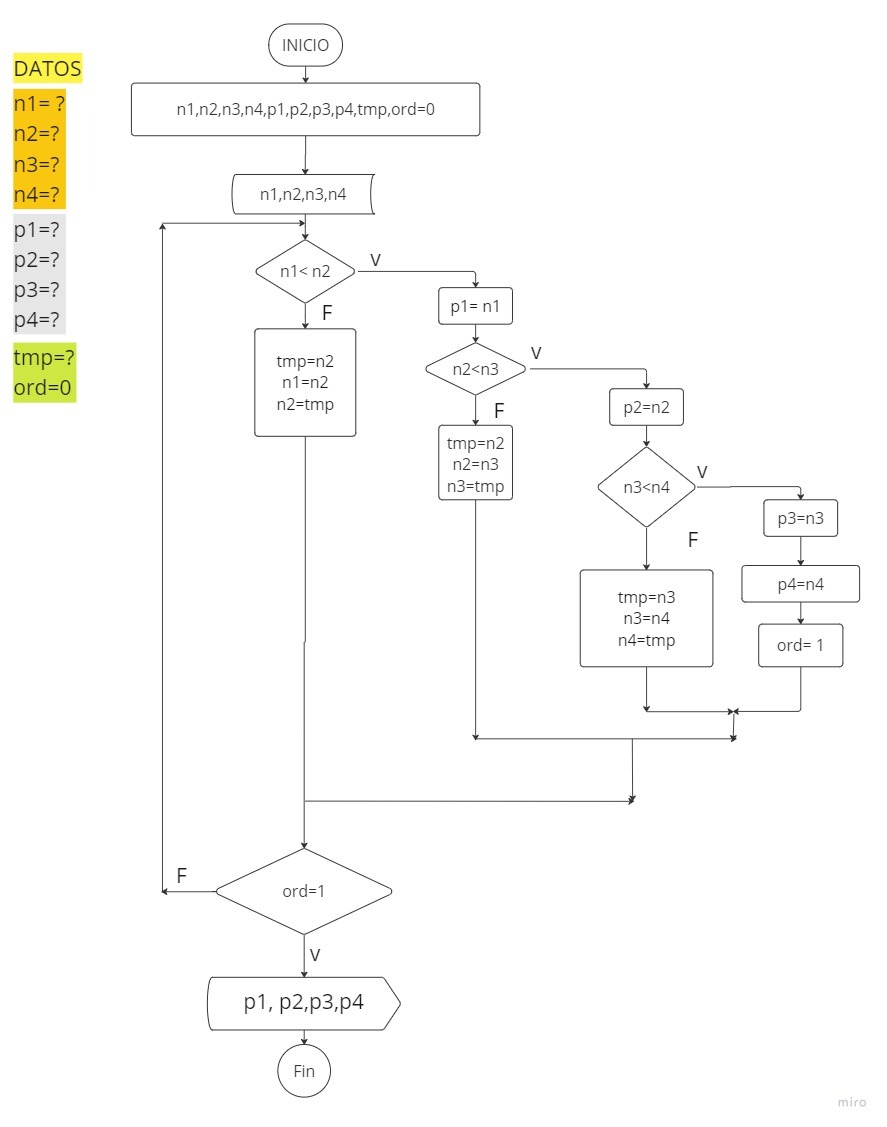 INICIO
DATOS
n1= ?
n2=?
n3=?
n4=?
p1=?
p2=?
p3=?
p4=?
tmp=?
ord=0
n1,n2,n3,n4,p1,p2,p3,p4,tmp,ord=0
n1,n2,n3,n4
n1< n2
V
F
tmp=n2
n1=n2
n2=tmp
p1= n1
n2<n3
V
F
tmp=n2
n2=n3
n3=tmp
p2=n2
n3<n4
V
F
tmp=n3
n3=n4
n4=tmp
p3=n3
p4=n4
ord= 1
ord=1
F
V
p1, p2,p3,p4
Fin
miro